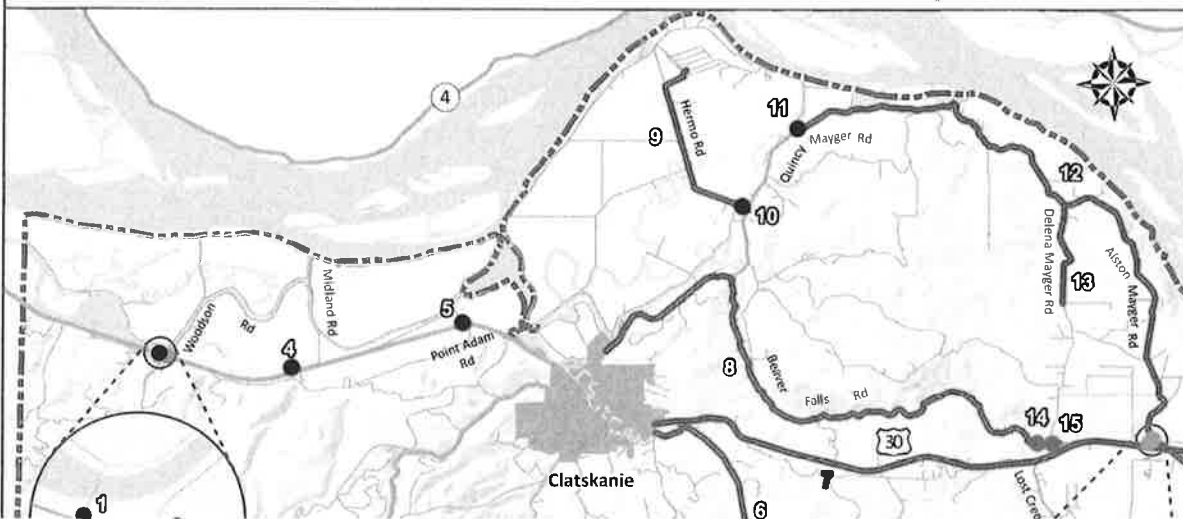 4
11
9
Hermo Rd
Quincy
Mayger Rd
12
10
Midland Rd
Delena Mayger Rd
Alston
Mayger Rd
13
5
Woodson
Rd
4
Point Adam
Rd
8
Beaver
Falls
Rd
14
15
30
7
Clatskanie
Lost Cree
6
1